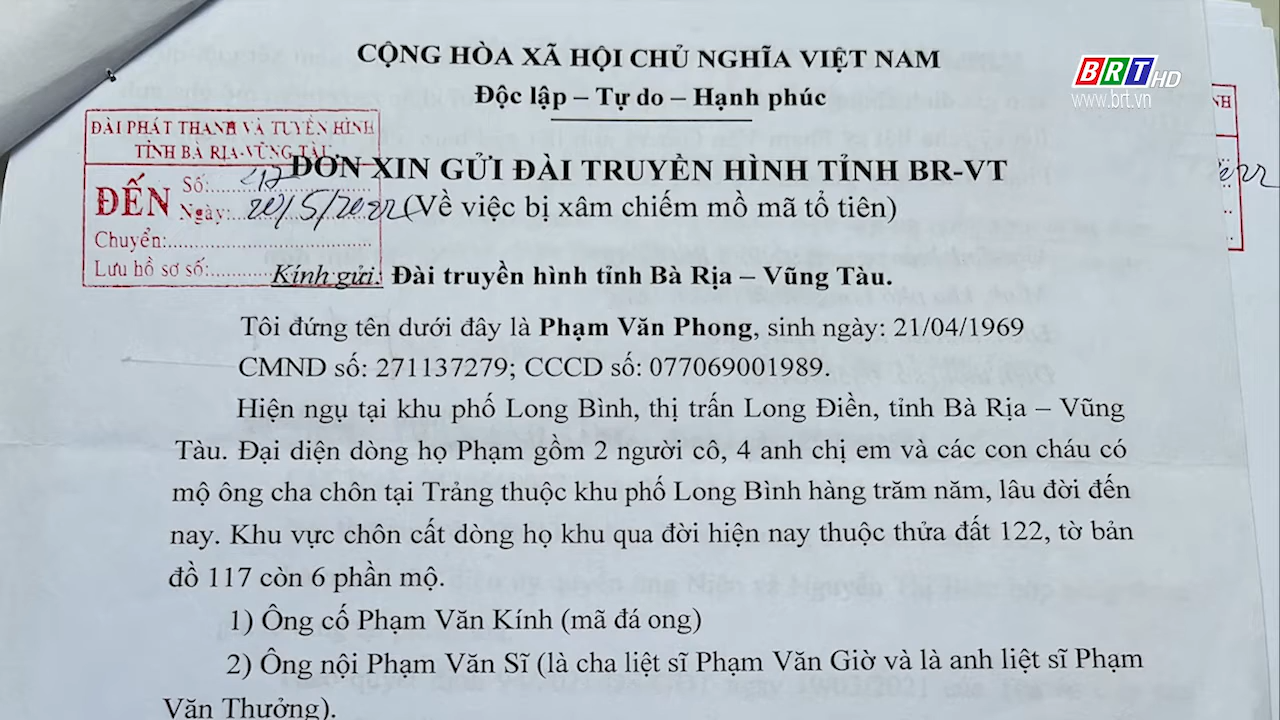 CỘNG HÒA XÃ HỘI CHỦ NGHĨA VIỆT NAM
Độc lập – Tự do – Hạnh phúc
BRT HD
www.brt.vn
ĐÀI PHÁT THANH VÀ TUYỀN HÌNH
TỈNH BÀ RỊA-VŨNG TÀU
ĐƠN XIN GỬI ĐÀI TRUYỀN HÌNH TỈNH BR-VT
ĐẾN
Số:
Ngày: 20/5/2022
(Về việc bị xâm chiếm mồ mã tổ tiên)
Chuyển:
Lưu hồ sơ số:
Kính gửi: Đài truyền hình tỉnh Bà Rịa – Vũng Tàu.
Tôi đứng tên dưới đây là Phạm Văn Phong, sinh ngày: 21/04/1969
CMND số: 271137279; CCCD số: 077069001989.
Hiện ngụ tại khu phố Long Bình, thị trấn Long Điền, tỉnh Bà Rịa – Vũng
Tàu. Đại diện dòng họ Phạm gồm 2 người cô, 4 anh chị em và các con cháu có
mộ ông cha chôn tại Trảng thuộc khu phố Long Bình hàng trăm năm, lâu đời đến
nay. Khu vực chôn cất dòng họ khu qua đời hiện nay thuộc thửa đất 122, tờ bản
đồ 117 còn 6 phần mộ.
1) Ông cố Phạm Văn Kính (mã đá ong)
2) Ông nội Phạm Văn Sĩ (là cha liệt sĩ Phạm Văn Giờ và là anh liệt sĩ Phạm
Văn Thưởng).